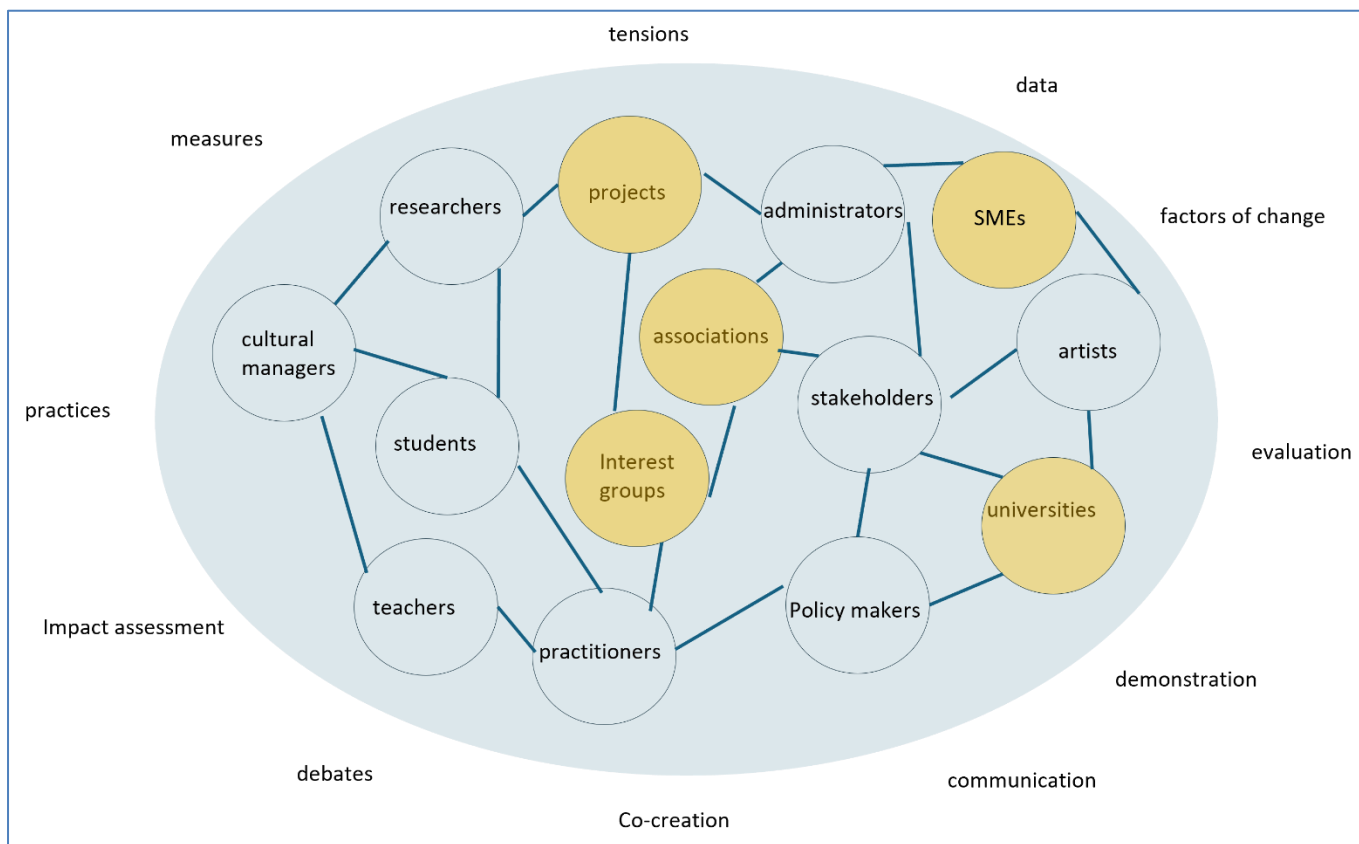 tensions
data
measures
projects
researchers
administrators
SMEs
factors of change
cultural
managers
associations
artists
stakeholders
practices
students
Interest
groups
evaluation
universities
teachers
Policy makers
Impact assessment
practitioners
demonstration
debates
communication
Co-creation